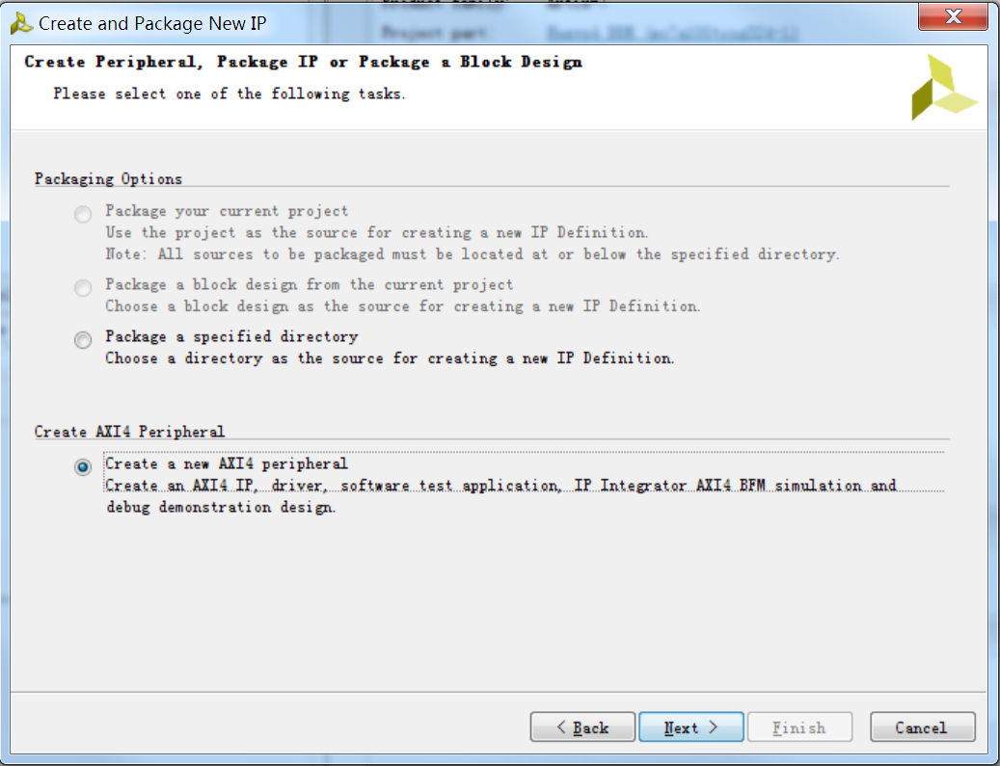 Create and Package New IP
Create Peripheral, Package IP or Package a Block Design
Please select one of the following tasks.
Packaging Options
Package your current project
Use the project as the source for creating a new IP Definition.
Note: All sources to be packaged must be located at or below the specified directory.
Package a block design from the current project
Choose a block design as the source for creating a new IP Definition.
Package a specified directory
Choose a directory as the source for creating a new IP Definition.
Create AXI4 Peripheral
Create a new AXI4 peripheral
Create an AXI4 IP, driver, software test application, IP Integrator AXI4 BFM simulation and
debug demonstration design.
< Back
Next >
Finish
Cancel